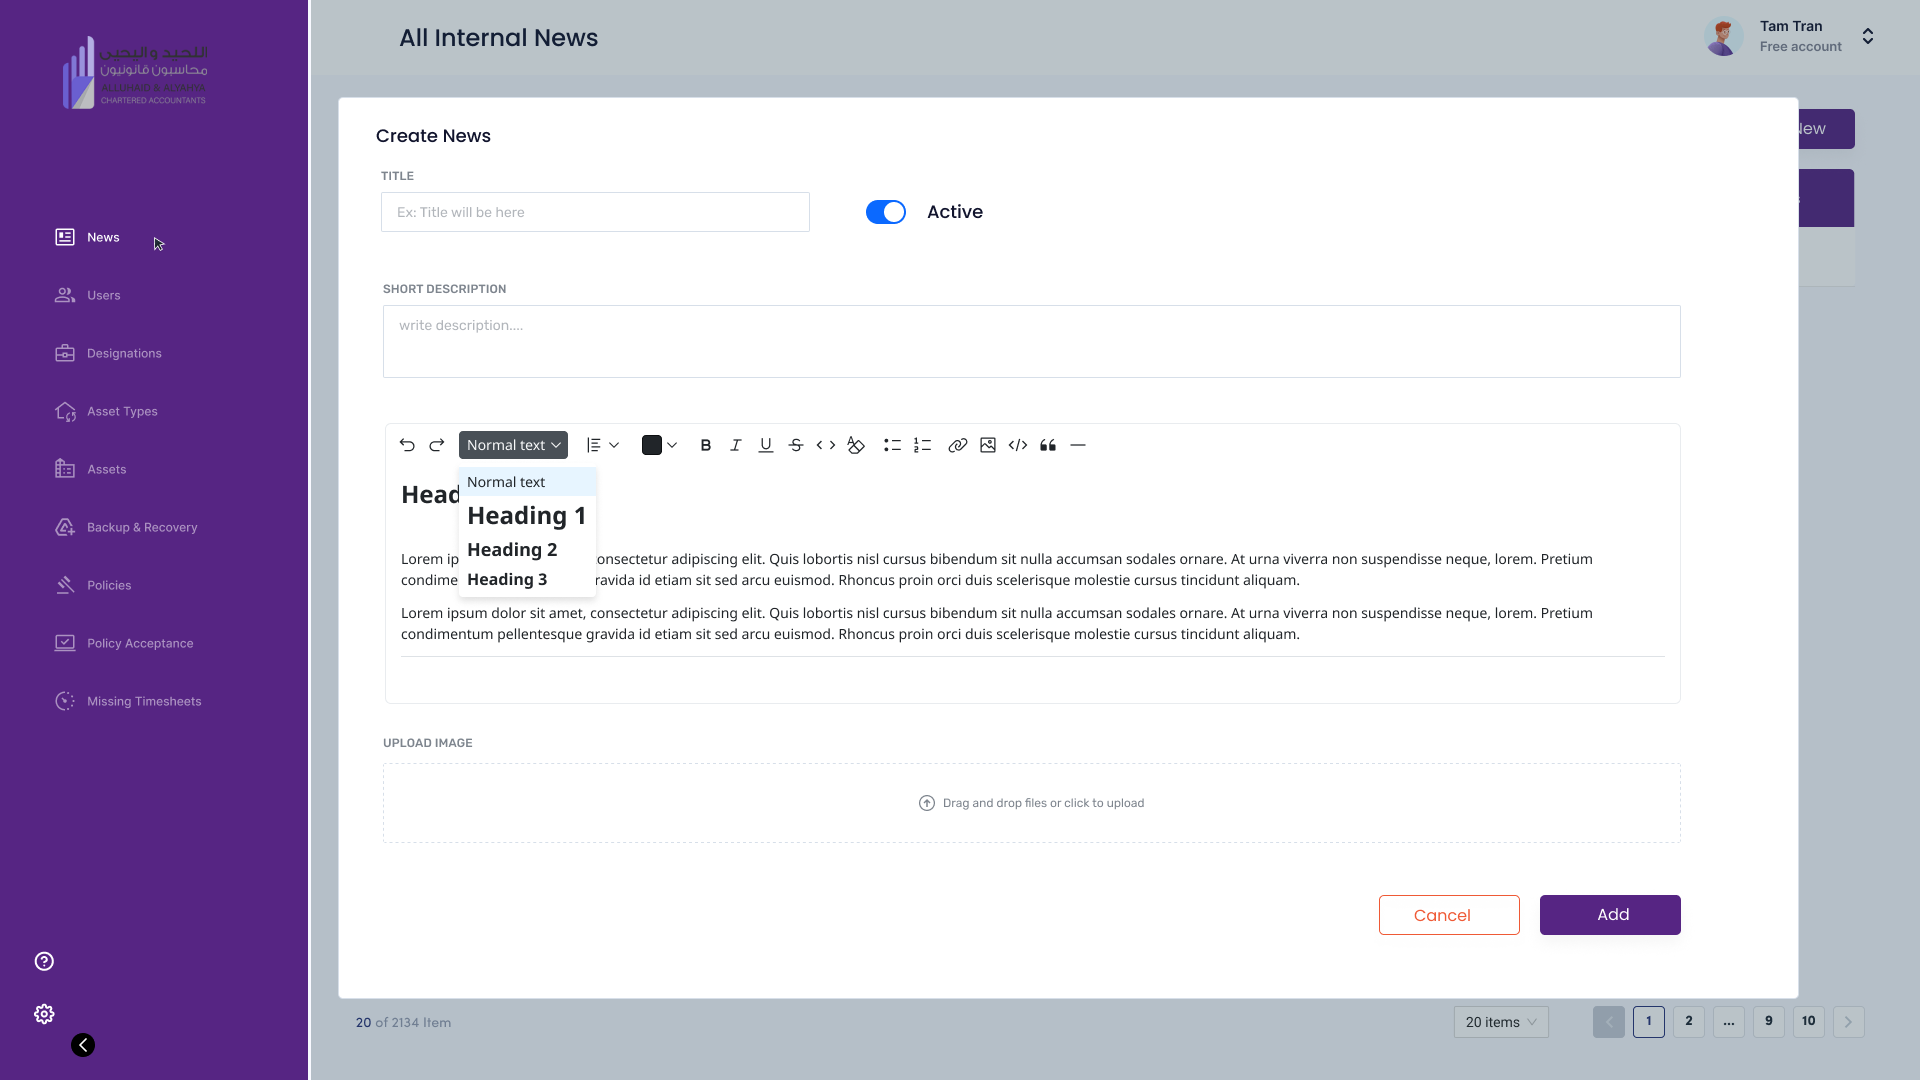 اللحيد واليحيى
محاسبون قانونيون
ALLUHAID & ALYAHYA
CHARTERED ACCOUNTANTS
News
Users
Designations
Asset Types
Assets
Backup & Recovery
Policies
Policy Acceptance
Missing Timesheets
All Internal News
Tam Tran
Free account
New
Create News
TITLE
Ex: Title will be here
Active
SHORT DESCRIPTION
write description....
Normal text
Normal text
Heading 1
Heading 2
Heading 3
Head
Lorem ip onsectetur adipiscing elit. Quis lobortis nisl cursus bibendum sit nulla accumsan sodales ornare. At urna viverra non suspendisse neque, lorem. Pretium
condime ravida id etiam sit sed arcu euismod. Rhoncus proin orci duis scelerisque molestie cursus tincidunt aliquam.
Lorem ipsum dolor sit amet, consectetur adipiscing elit. Quis lobortis nisl cursus bibendum sit nulla accumsan sodales ornare. At urna viverra non suspendisse neque, lorem. Pretium
condimentum pellentesque gravida id etiam sit sed arcu euismod. Rhoncus proin orci duis scelerisque molestie cursus tincidunt aliquam.
UPLOAD IMAGE
Drag and drop files or click to upload
Cancel
Add
20 of 2134 Item
20 items
1 2 ... 9 10